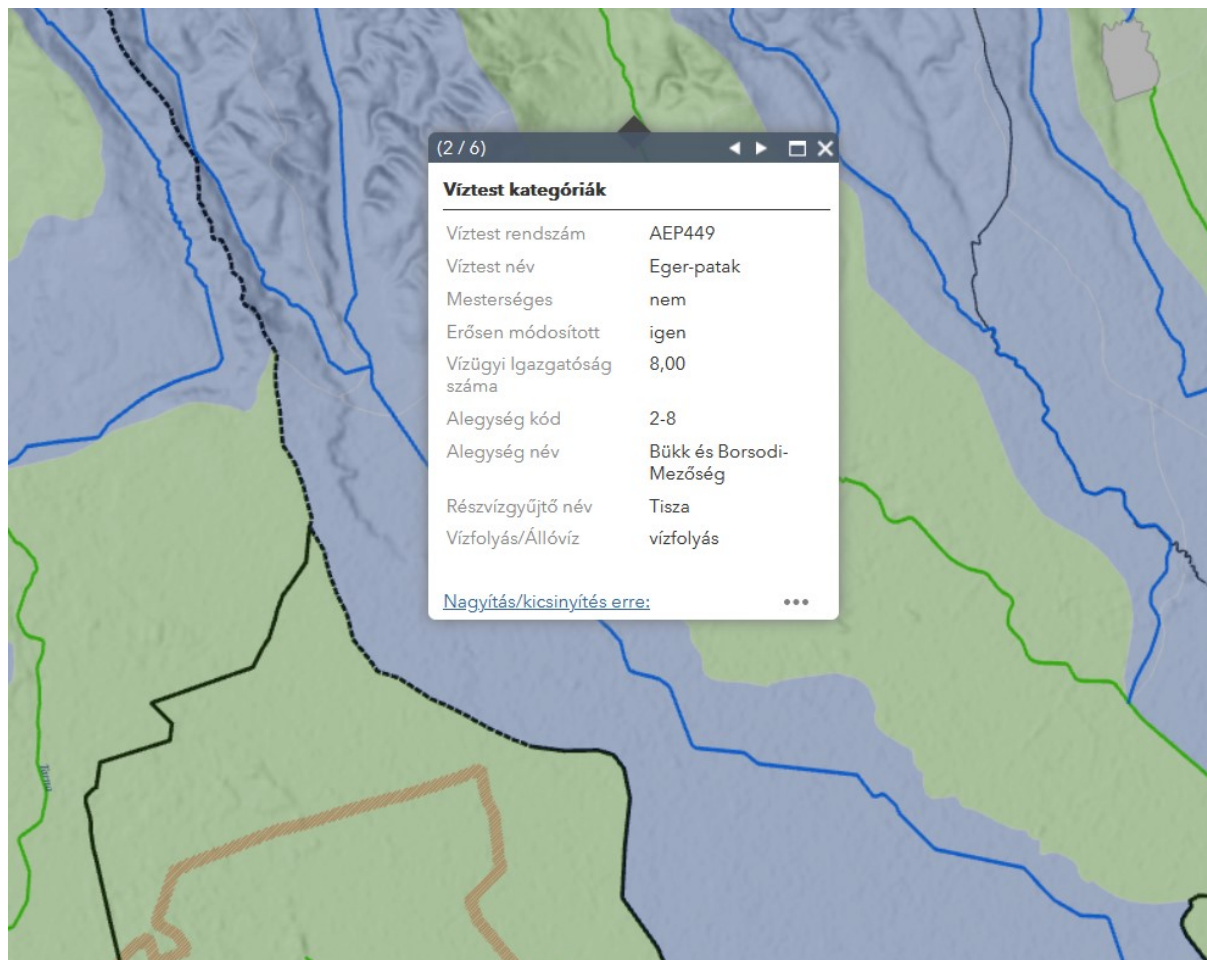 (2 / 6)
Víztest kategóriák
Víztest rendszám AEP449
Víztest név Eger-patak
Mesterséges nem
Erősen módosított igen
Vízügyi Igazgatóság 8,00
száma
Alegység kód 2-8
Alegység név Bükk és Borsodi-
Mezőség
Részvízgyűjtő név Tisza
Vízfolyás/Állóvíz vízfolyás
Nagyítás/kicsinyítés erre:
Tarna